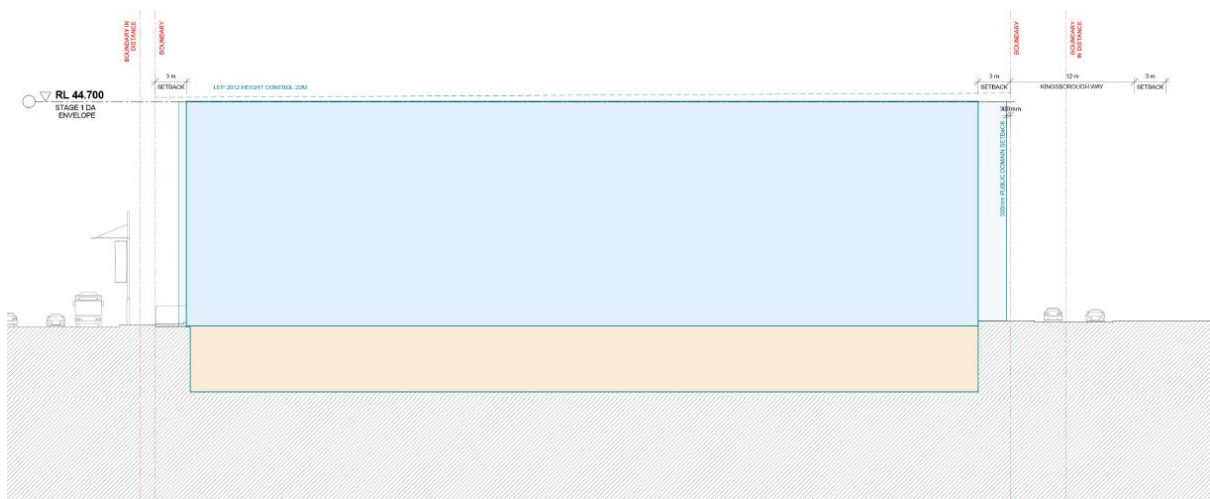 BOUNDARY IN
DISTANCE
BOUNDARY
BOUNDARY
BOUNDARY
IN DISTANCE
3 m
SETBACK
LEP 2012 HEIGHT CONTROL 22M
3 m
SETBACK
12 m
KINGSBOROUGH WAY
3 m
SETBACK
RL 44.700
STAGE 1 DA
ENVELOPE
300mm
300mm PUBLIC DOMAIN SETBACK